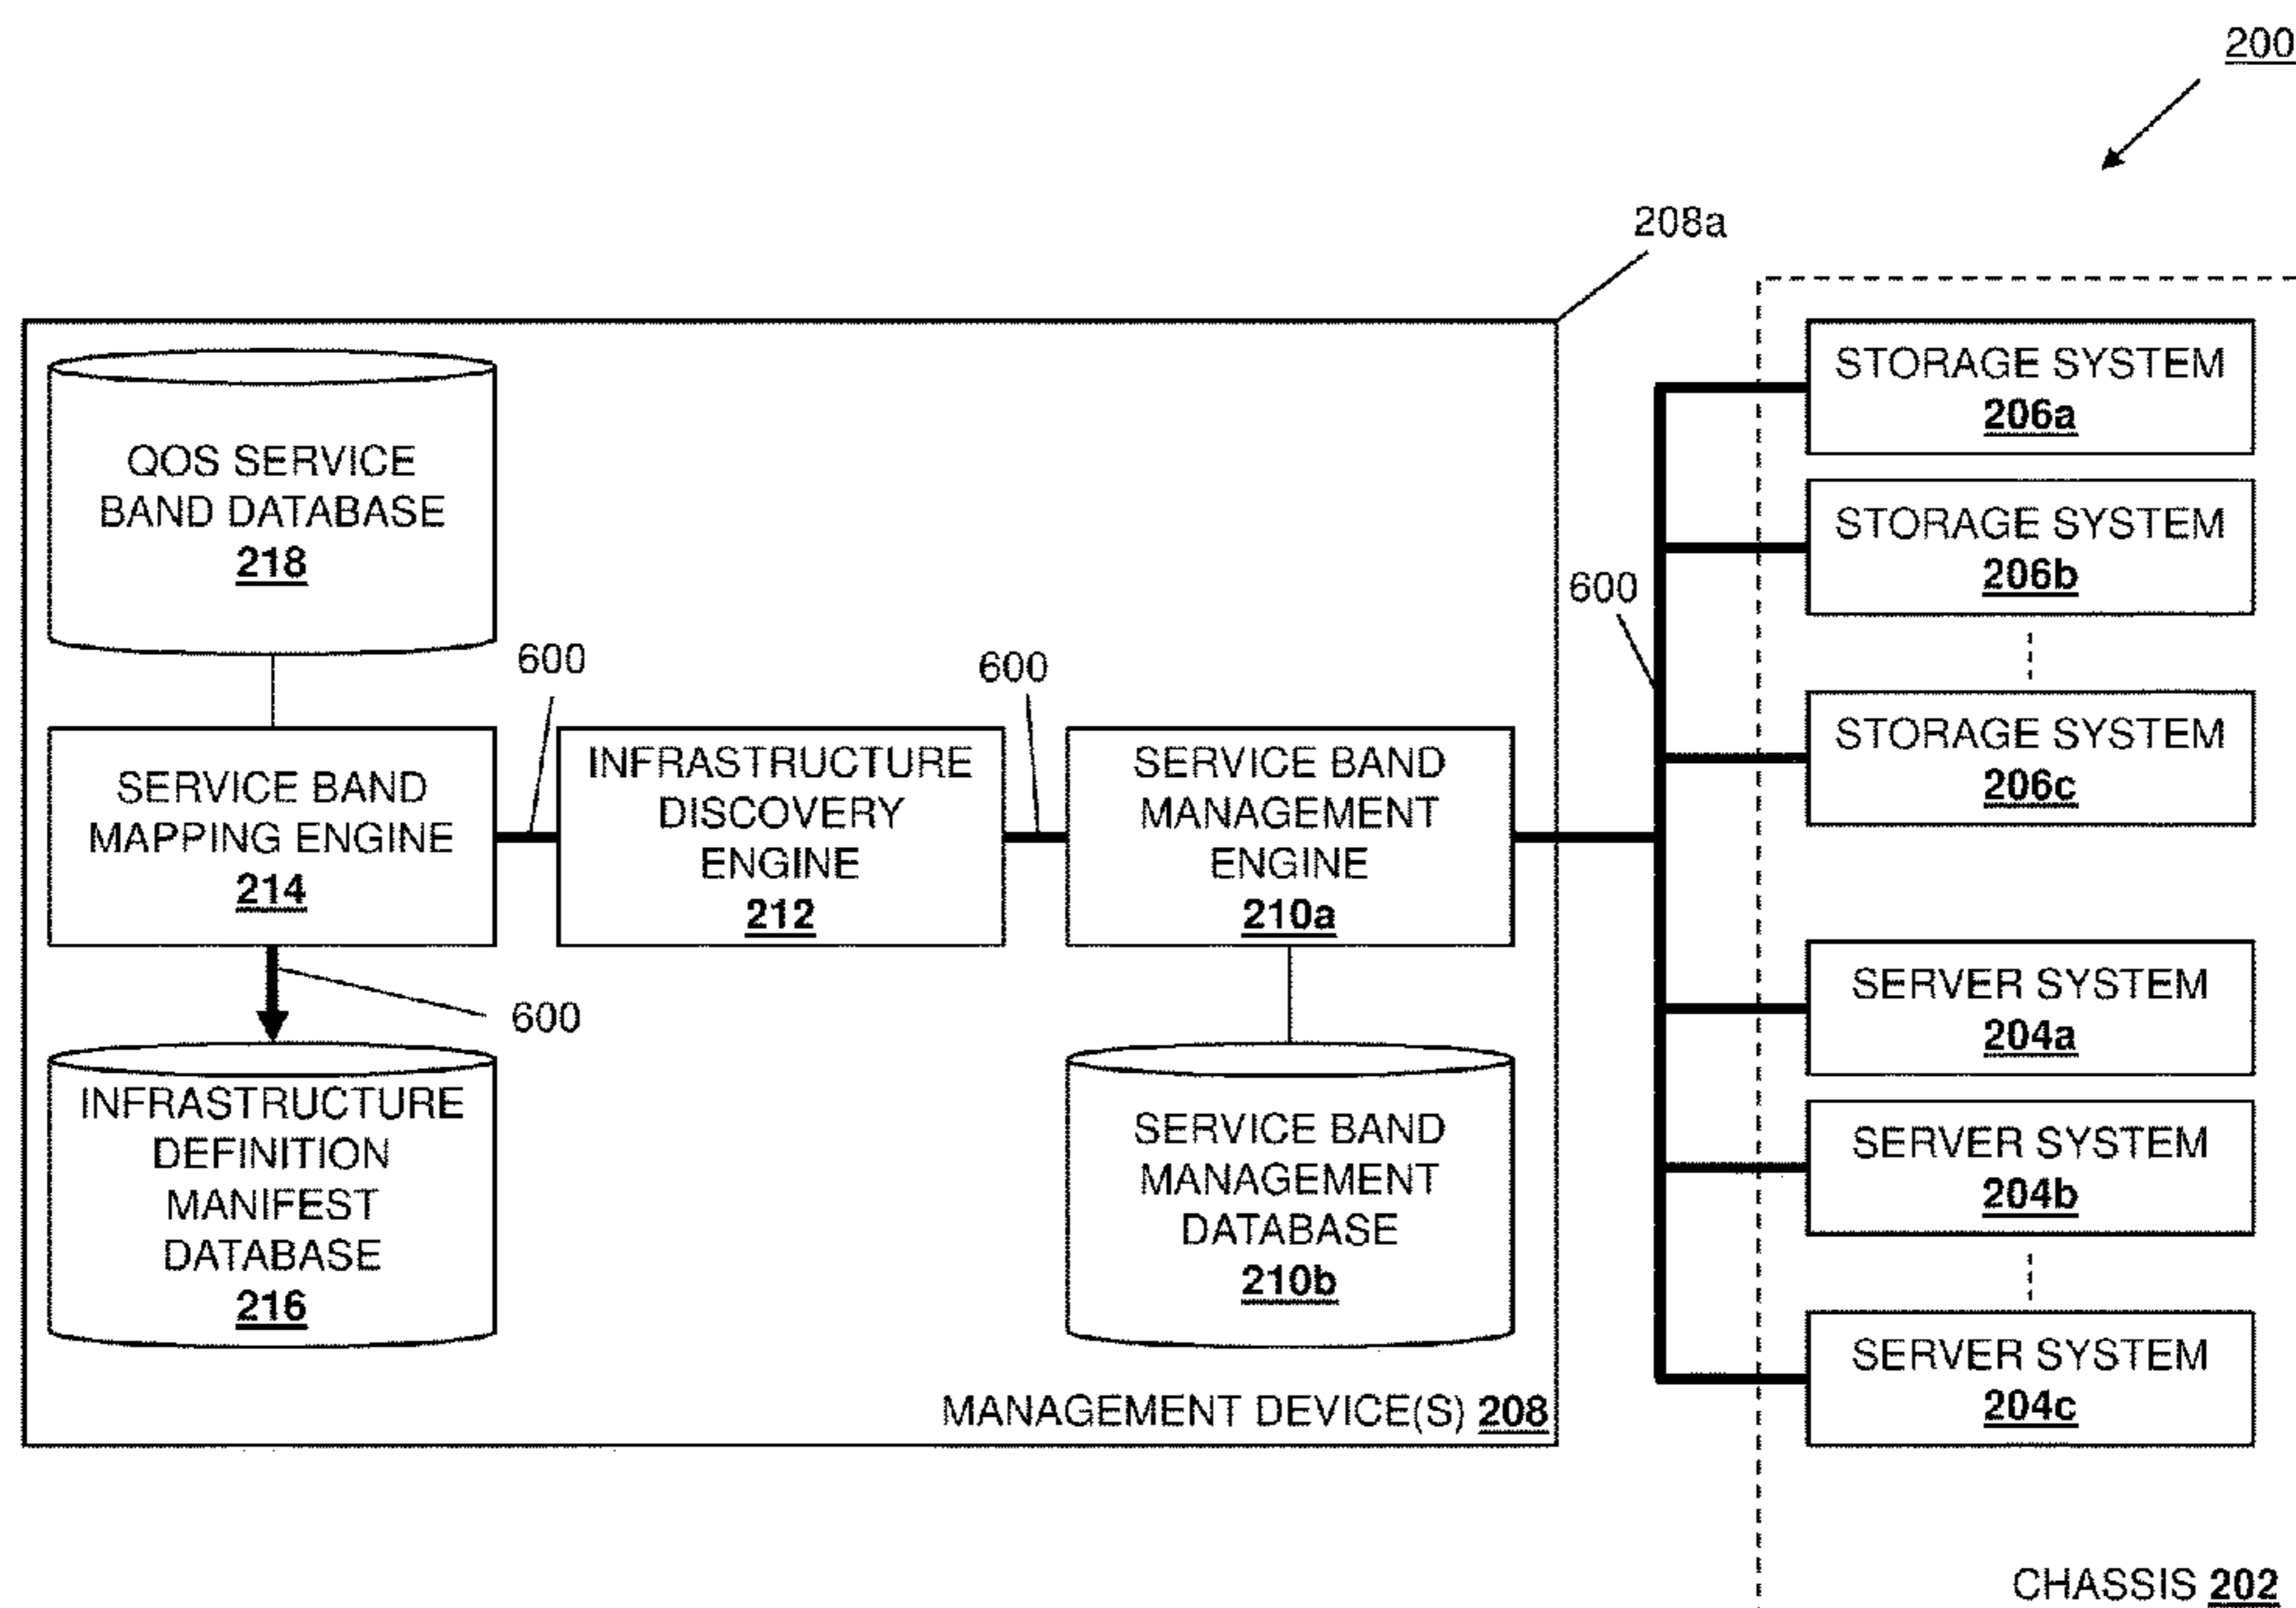 200
208a
QOS SERVICE
BAND DATABASE
218
600
SERVICE BAND
MAPPING ENGINE
214
600
INFRASTRUCTURE
DISCOVERY
ENGINE
212
600
SERVICE BAND
MANAGEMENT
ENGINE
210a
600
INFRASTRUCTURE
DEFINITION
MANIFEST
DATABASE
216
SERVICE BAND
MANAGEMENT
DATABASE
210b
MANAGEMENT DEVICE(S) 208
STORAGE SYSTEM
206a
STORAGE SYSTEM
206b
STORAGE SYSTEM
206c
SERVER SYSTEM
204a
SERVER SYSTEM
204b
SERVER SYSTEM
204c
CHASSIS 202